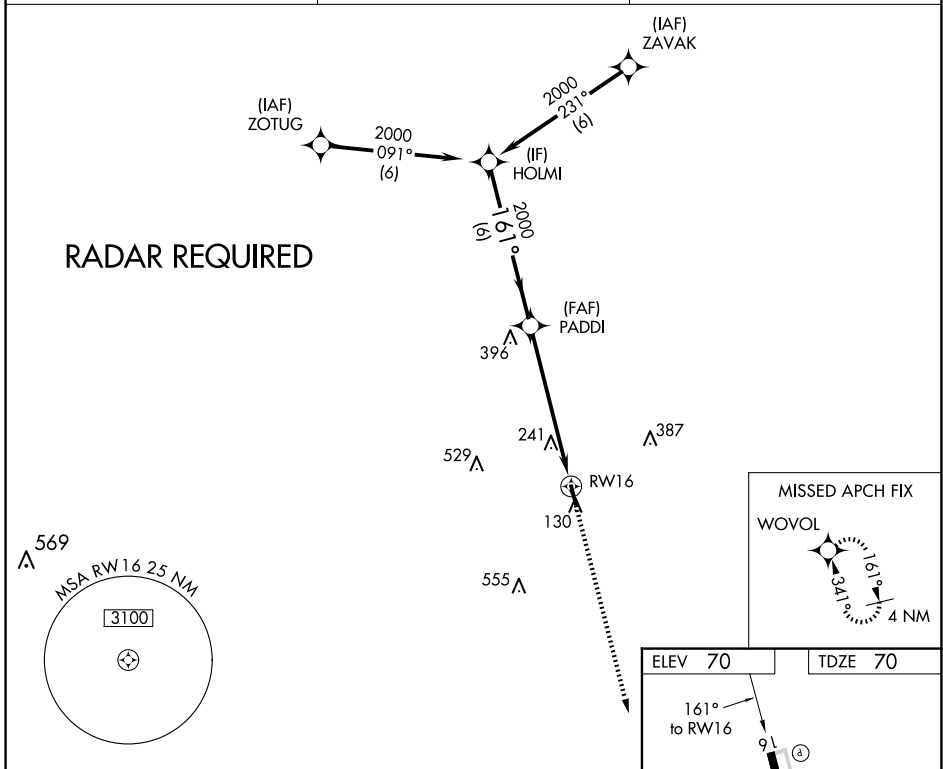 (IAF)
ZAVAK
2000
231°
(6)
(IAF)
ZOTUG
2000
091°
(6)
(IF)
HOLMI
2000
161°
(6)
RADAR REQUIRED
(FAF)
PADDI
396
241
387
529
RW16
130
MISSED APCH FIX
WOVOL
161°
341°
4 NM
569
MSA RW16 25 NM
3100
555
ELEV 70
TDZE 70
161°
to RW16
16
P